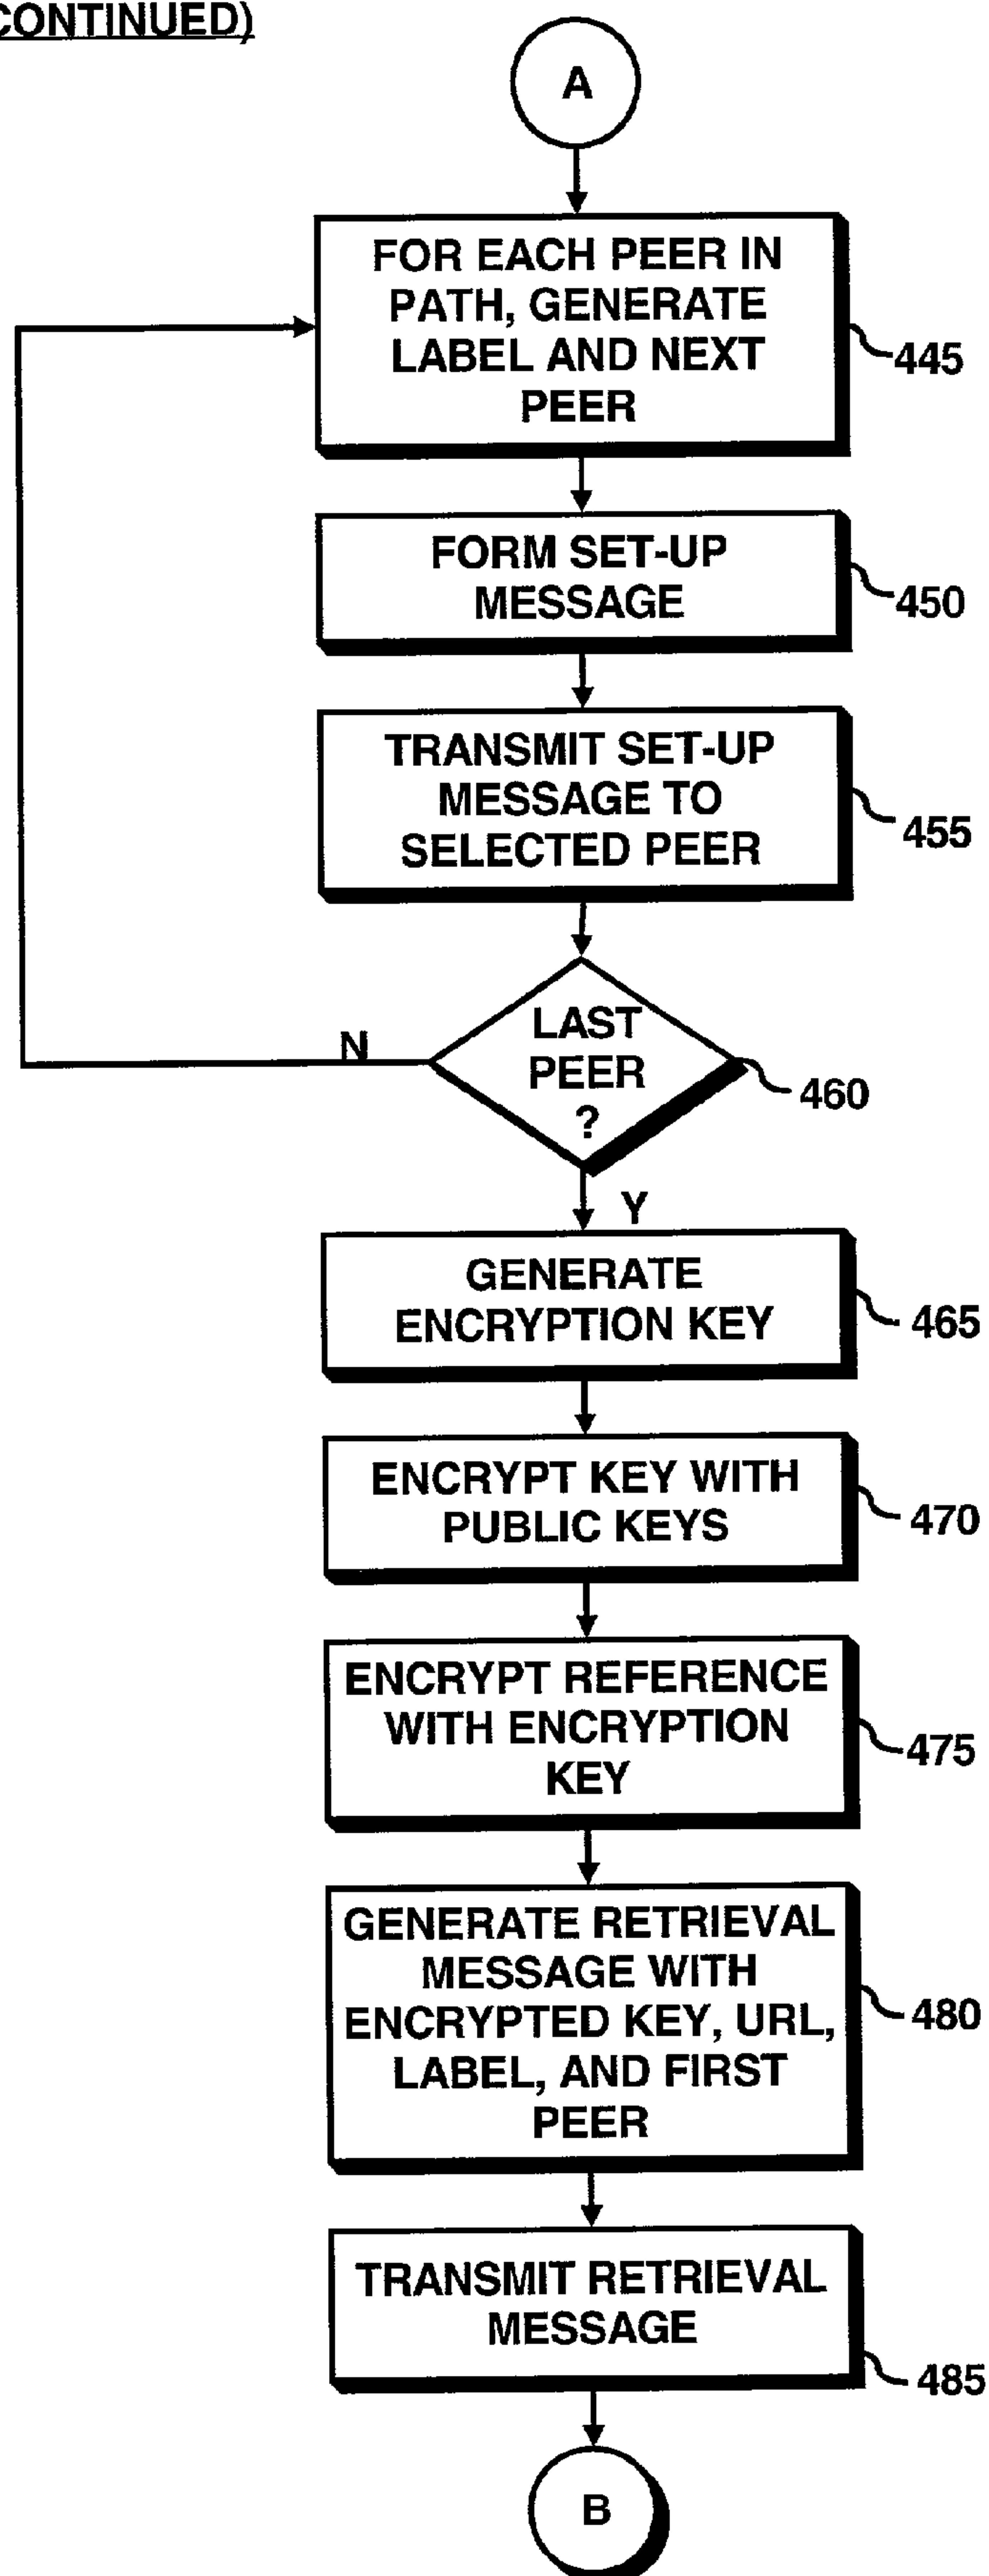 CONTINUED)
A
FOR EACH PEER IN
PATH, GENERATE
LABEL AND NEXT
PEER
445
FORM SET-UP
MESSAGE
450
TRANSMIT SET-UP
MESSAGE TO
SELECTED PEER
455
LAST
PEER
?
N
460
Y
GENERATE
ENCRYPTION KEY
465
ENCRYPT KEY WITH
PUBLIC KEYS
470
ENCRYPT REFERENCE
WITH ENCRYPTION
KEY
475
GENERATE RETRIEVAL
MESSAGE WITH
ENCRYPTED KEY, URL,
LABEL, AND FIRST
PEER
480
TRANSMIT RETRIEVAL
MESSAGE
485
B